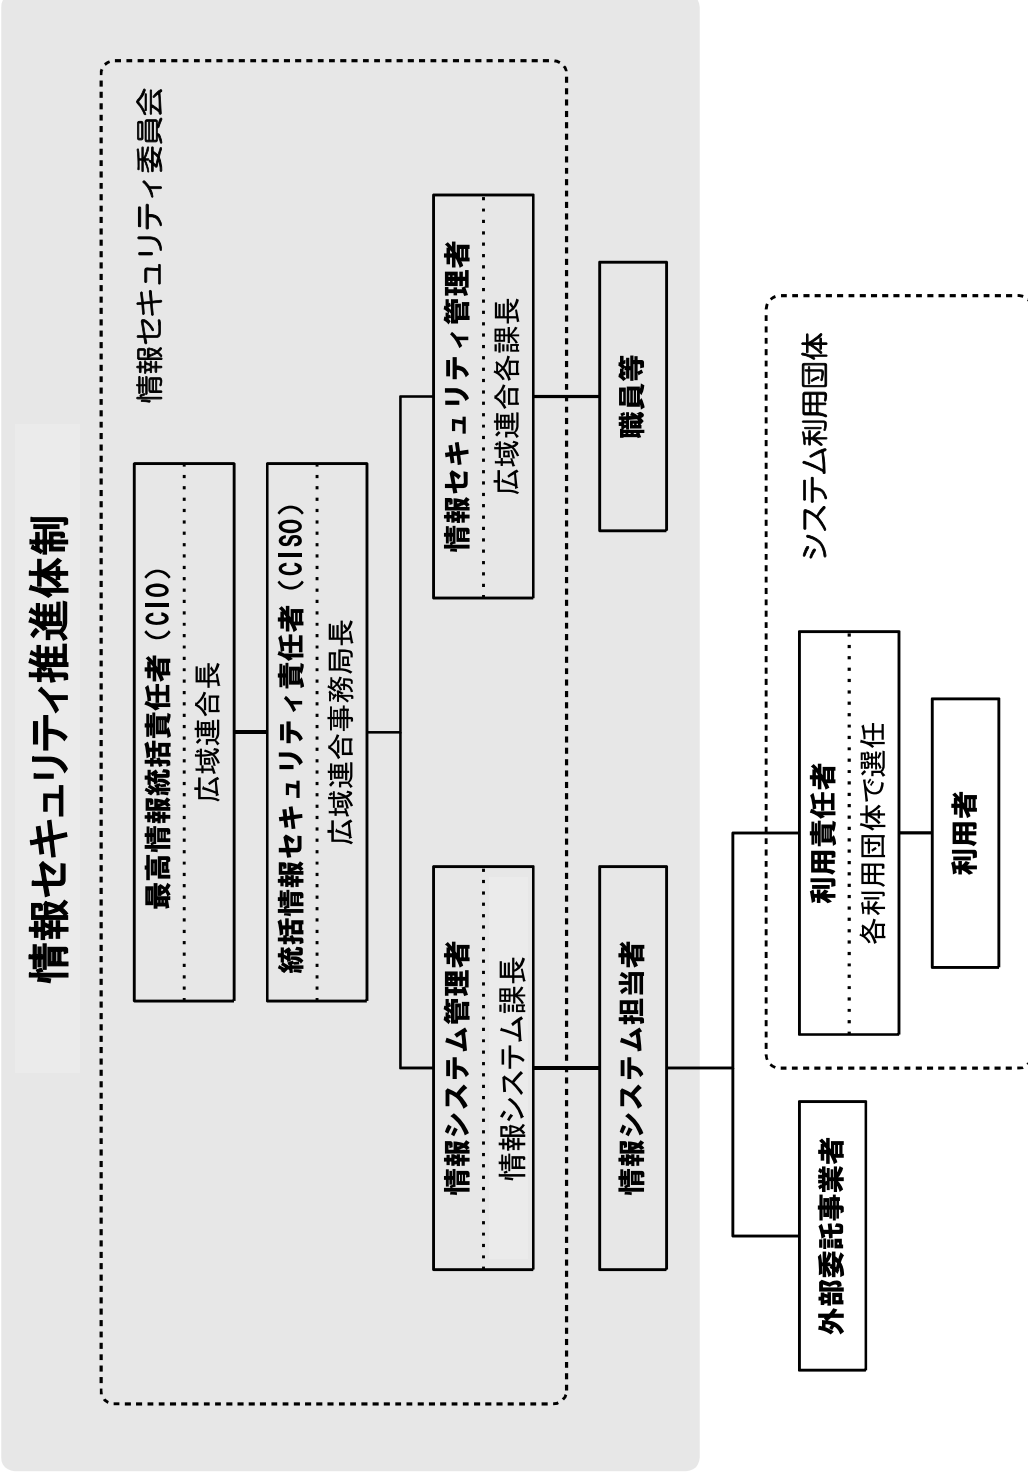 情報セキュリティ推進体制
情報セキュリティ委員会
最高情報統括責任者（CIO）
広域連合長
統括情報セキュリティ責任者（CISO）
広域連合事務局長
情報システム管理者
情報システム課長
情報セキュリティ管理者
広域連合各課長
情報システム担当者
職員等
システム利用団体
外部委託事業者
利用責任者
各利用団体で選任
利用者